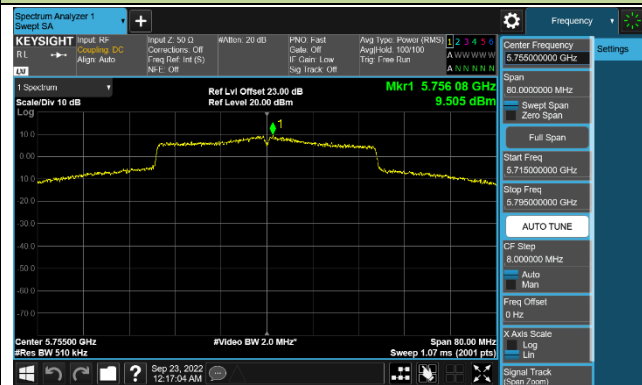 Spectrum Analyzer 1
Swept SA
+
Frequency
KEYSIGHT
RL
LXI
Input: RF
Coupling: DC
Align: Auto
Input Z: 50 Ω
Corrections: Off
Freq Ref: Int (S)
NFE: Off
#Atten: 20 dB
PNO: Fast
Gate: Off
IF Gain: Low
Sig Track: Off
Avg Type: Power (RMS)
Avg|Hold: 100/100
Trig: Free Run
1 2 3 4 5 6
A W W W W W
A N N N N N
1 Spectrum
Scale/Div 10 dB
Log
Ref Lvl Offset 23.00 dB
Ref Level 20.00 dBm
Mkr1 5.756 08 GHz
9.505 dBm
1
10.0
0.00
-10.0
-20.0
-30.0
-40.0
-50.0
-60.0
-70.0
Center 5.75500 GHz
#Res BW 510 kHz
#Video BW 2.0 MHz*
Span 80.00 MHz
Sweep 1.07 ms (2001 pts)
Sep 23, 2022
12:17:04 AM
?
Center Frequency
5.755000000 GHz
Settings
Span
80.0000000 MHz
Swept Span
Zero Span
Full Span
Start Freq
5.715000000 GHz
Stop Freq
5.795000000 GHz
AUTO TUNE
CF Step
8.000000 MHz
Auto
Man
Freq Offset
0 Hz
X Axis Scale
Log
Lin
Signal Track
(Span Zoom)